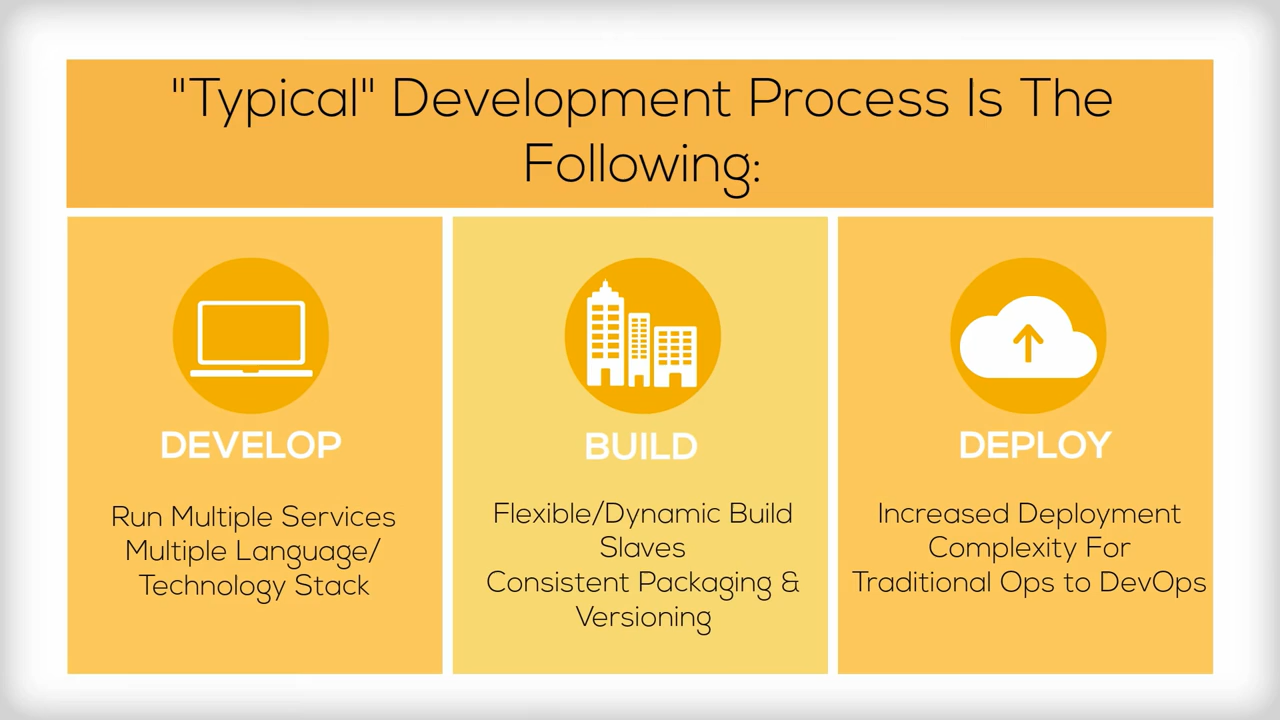 "Typical" Development Process Is The
Following:
DEVELOP
Run Multiple Services
Multiple Language/
Technology Stack
BUILD
Flexible/Dynamic Build
Slaves
Consistent Packaging &
Versioning
DEPLOY
Increased Deployment
Complexity For
Traditional Ops to DevOps